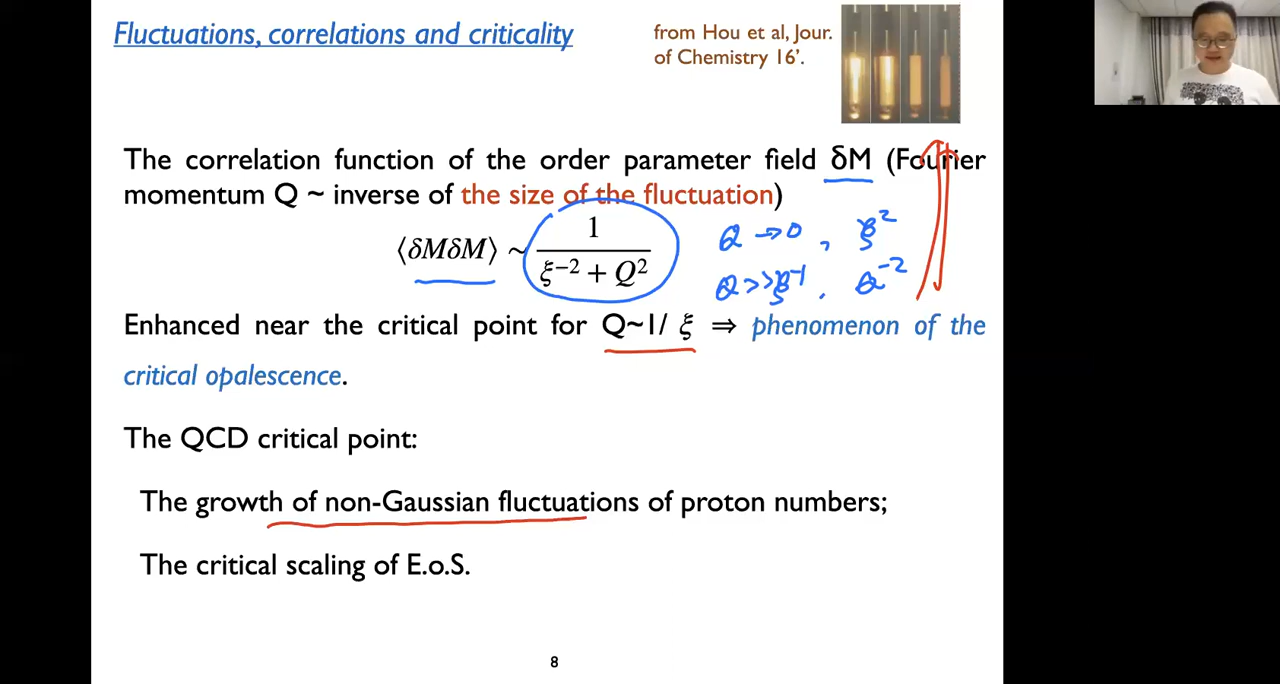 Fluctuations, correlations and criticality
from Hou et al, Jour.
of Chemistry 16'.
The correlation function of the order parameter field δM (Fourier
momentum Q ~ inverse of the size of the fluctuation)
⟨δMδM⟩ ~ 1 / (ξ⁻² + Q²)
Q → 0 , ξ²
Q >> ξ⁻¹ , Q⁻²
Enhanced near the critical point for Q~1/ ξ ⇒ phenomenon of the
critical opalescence.
The QCD critical point:
The growth of non-Gaussian fluctuations of proton numbers;
The critical scaling of E.o.S.
8